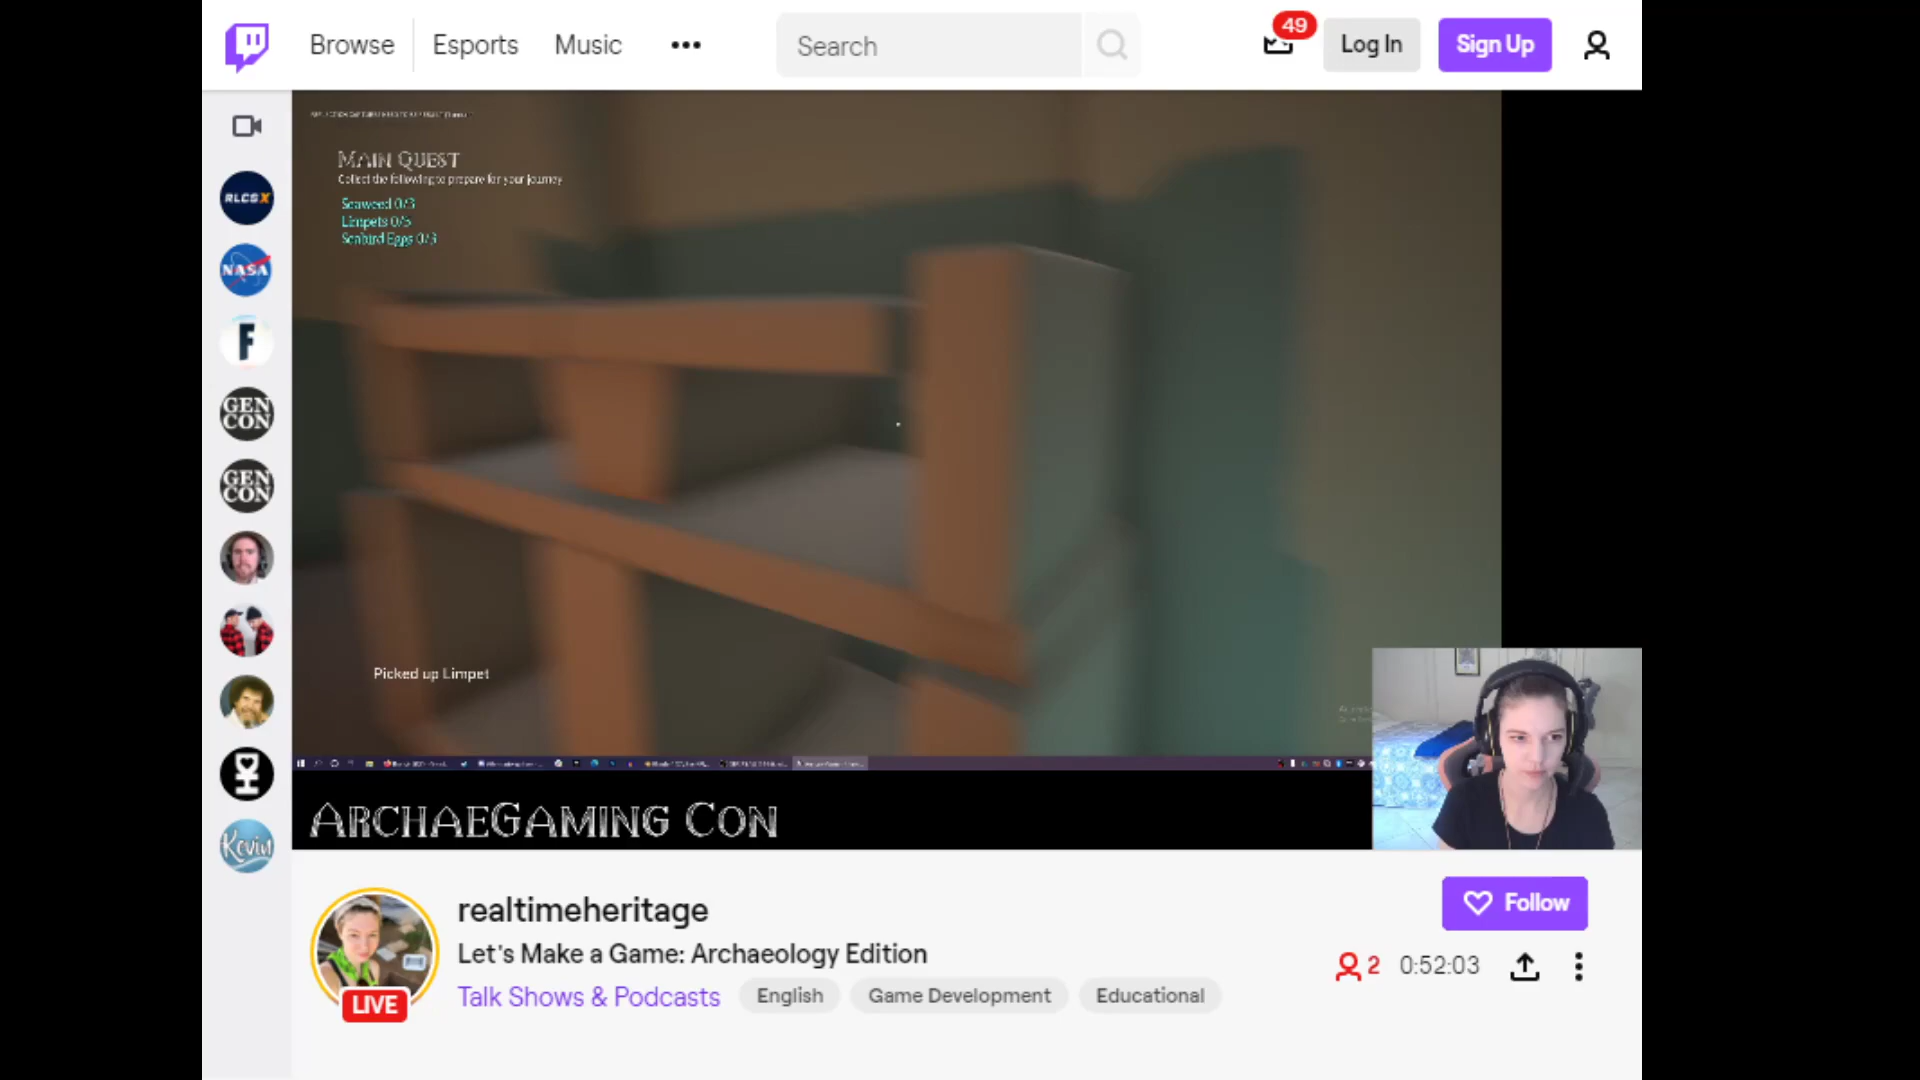 Browse
Esports
Music
Search
49
Log In
Sign Up
RLCS X
NASA
F
GEN CON
GEN CON
Kevin
MAIN QUEST
Collect the following to prepare for your journey
Seaweed 0/3
Limpets 0/5
Seabird Eggs 0/3
Picked up Limpet
ARCHAEGAMING CON
realtimeheritage
Let's Make a Game: Archaeology Edition
Talk Shows & Podcasts
English
Game Development
Educational
LIVE
Follow
2
0:52:03